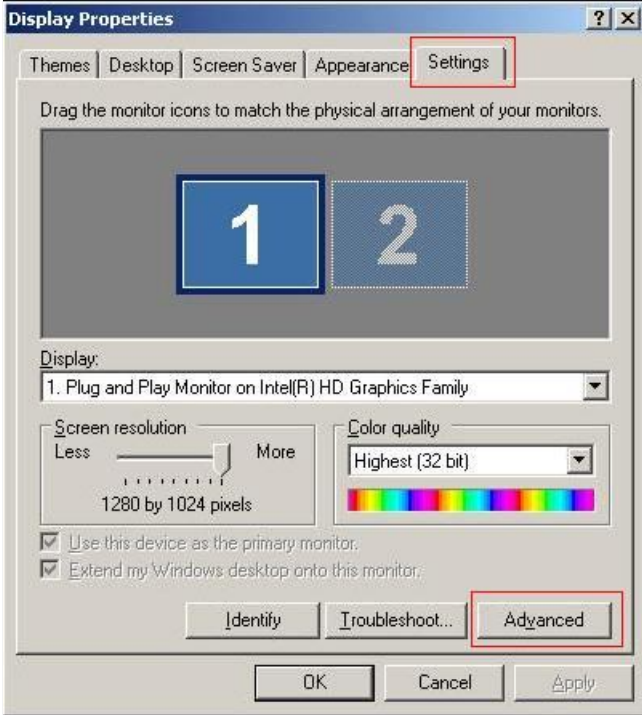 Display Properties
Themes Desktop Screen Saver Appearance Settings
Drag the monitor icons to match the physical arrangement of your monitors.
1 2
Display:
1. Plug and Play Monitor on Intel(R) HD Graphics Family
Screen resolution
Less More
1280 by 1024 pixels
Color quality
Highest (32 bit)
Use this device as the primary monitor.
Extend my Windows desktop onto this monitor.
Identify Troubleshoot... Advanced
OK Cancel Apply